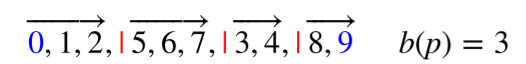 0, 1, 2, | 5, 6, 7, | 3, 4, | 8, 9 b(p) = 3